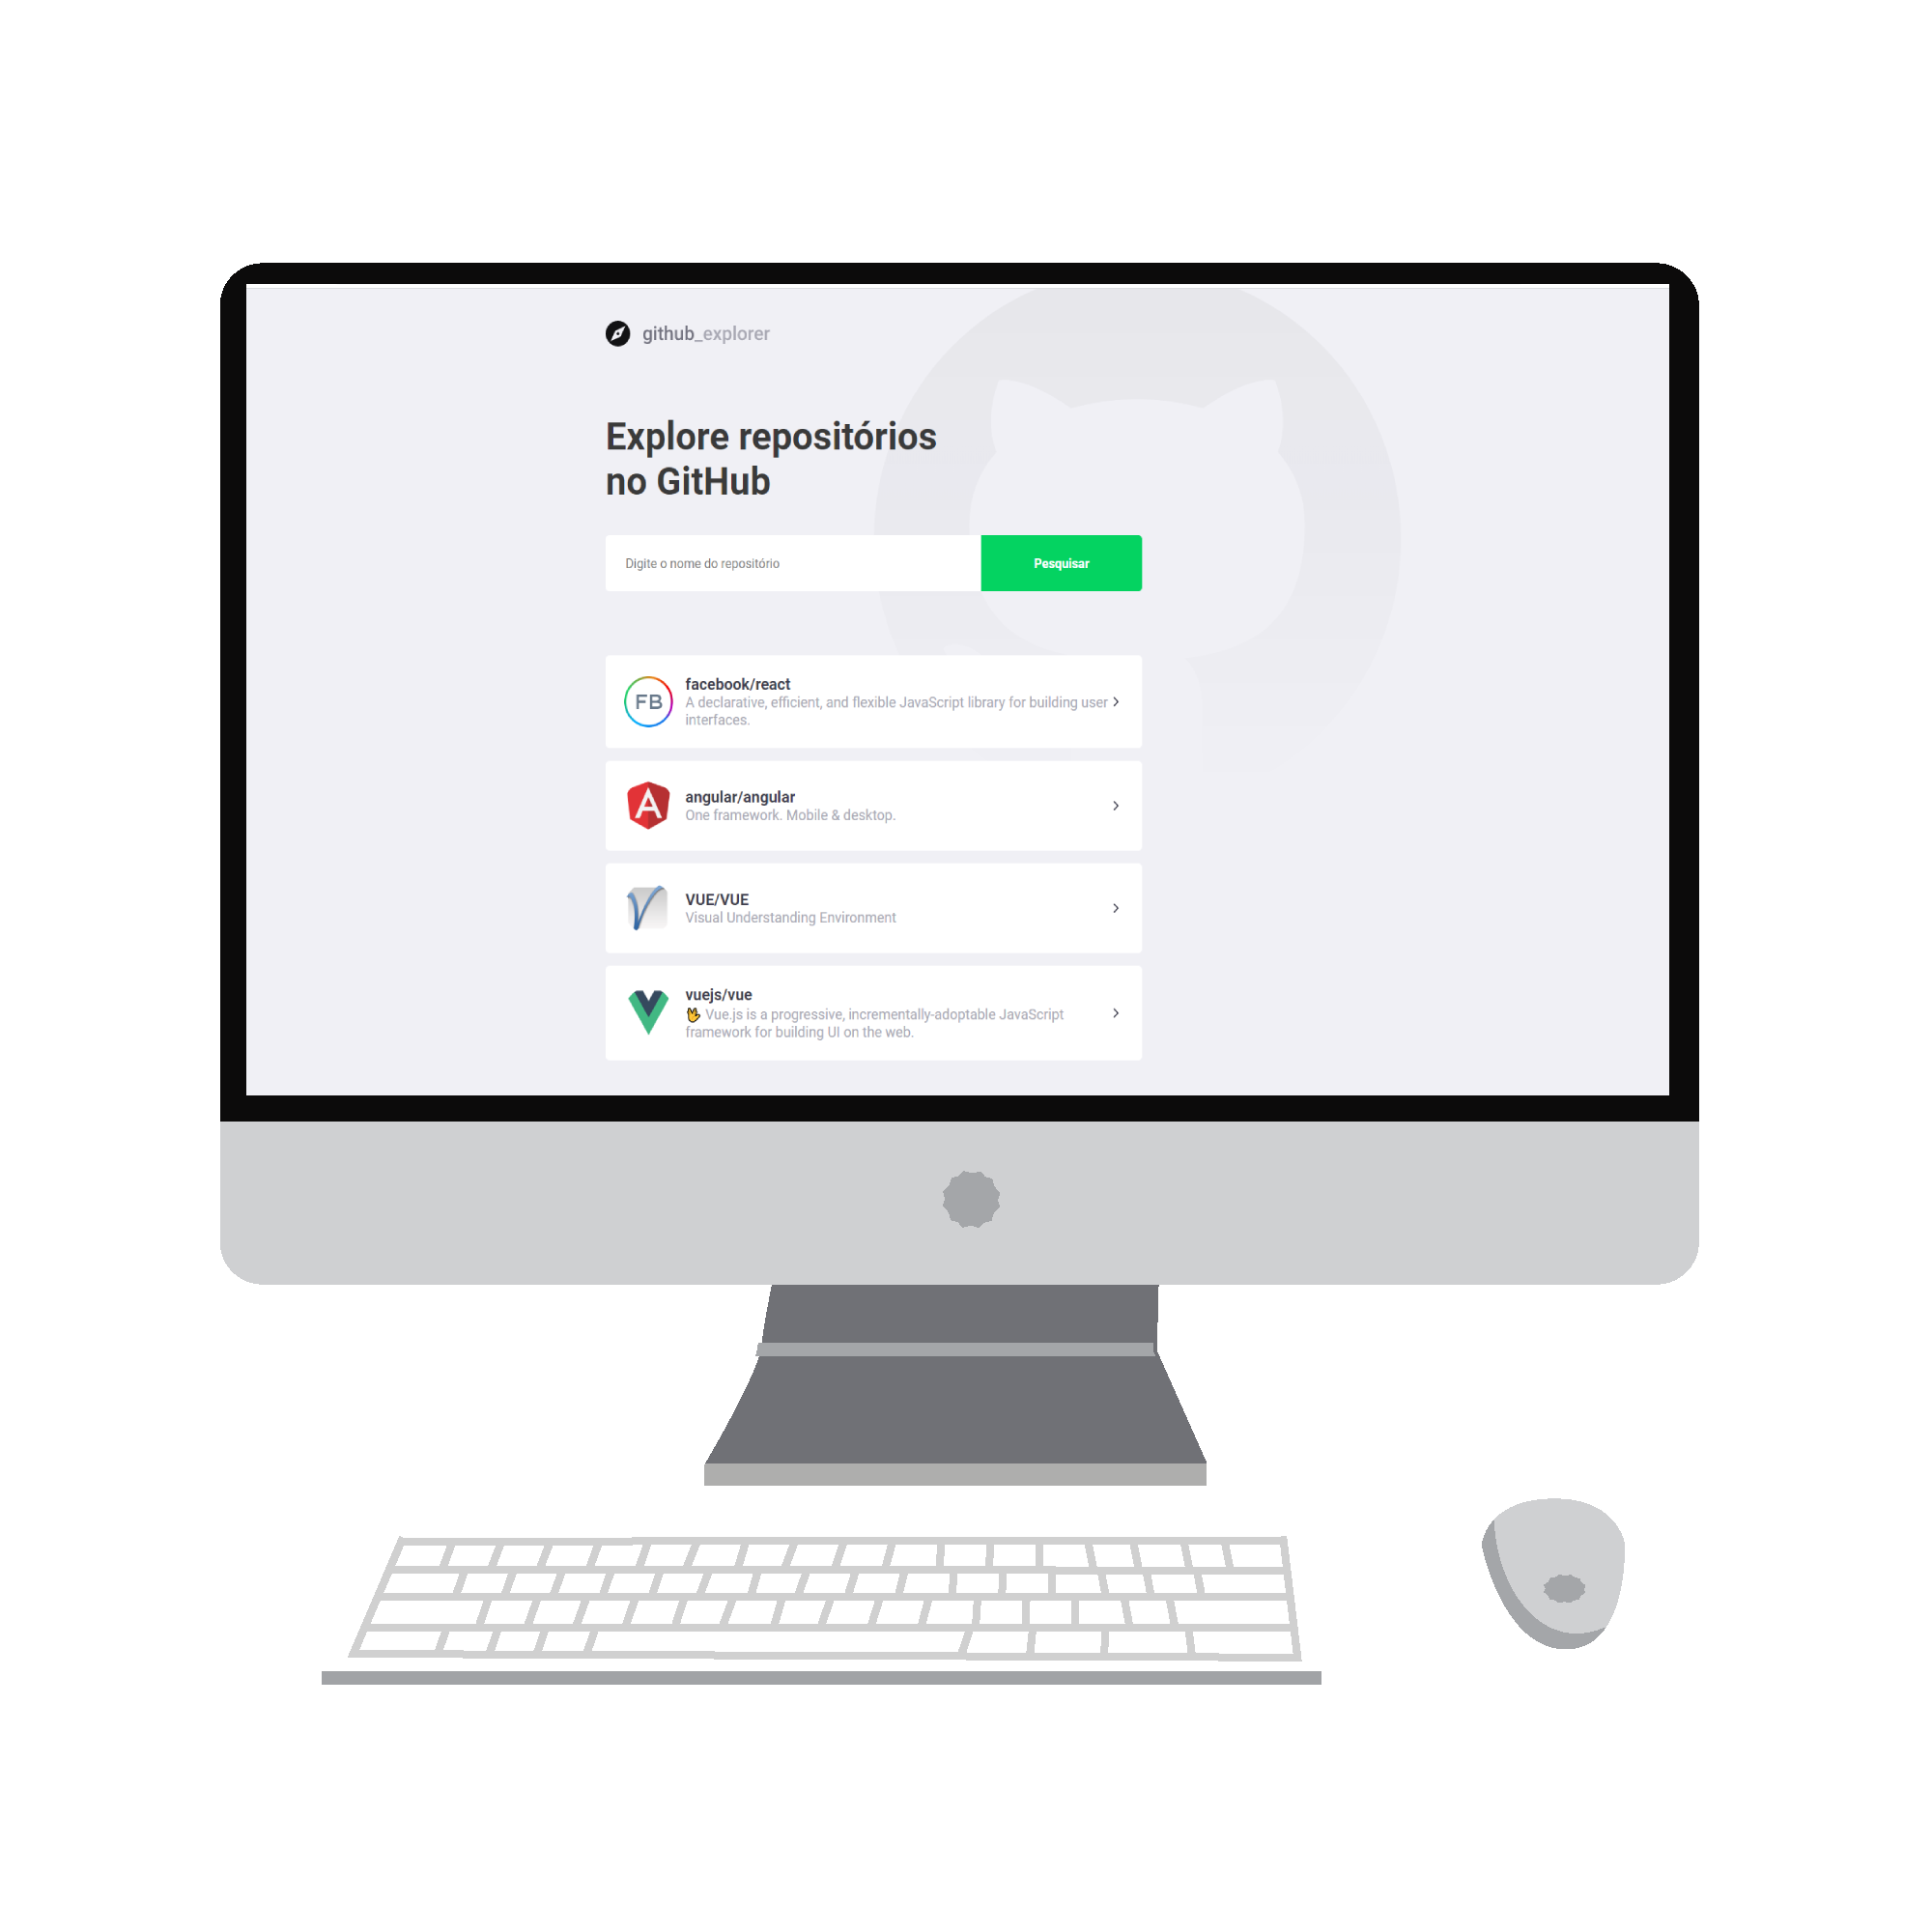 github_explorer
Explore repositórios
no GitHub
Digite o nome do repositório
Pesquisar
FB
facebook/react
A declarative, efficient, and flexible JavaScript library for building user
interfaces.
A
angular/angular
One framework. Mobile & desktop.
VUE/VUE
Visual Understanding Environment
vuejs/vue
🖖 Vue.js is a progressive, incrementally-adoptable JavaScript
framework for building UI on the web.